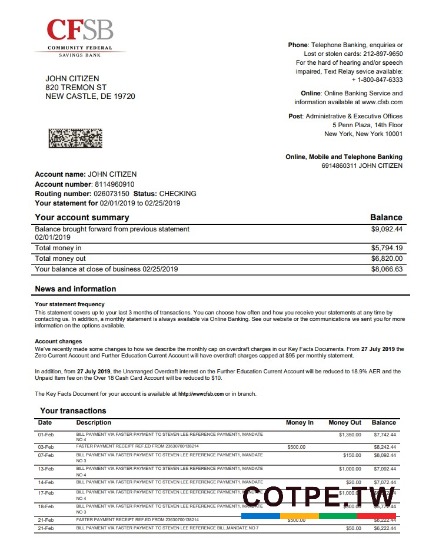 CFSB
COMMUNITY FEDERAL
SAVINGS BANK
Phone: Telephone Banking, enquiries or
Lost or stolen cards: 212-897-9650
For the hard of hearing and/or speech
impaired, Text Relay sevice available:
+ 1-800-847-6333
JOHN CITIZEN
820 TREMON ST
NEW CASTLE, DE 19720
Online: Online Banking Service and
information available at www.cfsb.com
Post: Administrative & Executive Offices
5 Penn Plaza, 14th Floor
New York, New York 10001
Online, Mobile and Telephone Banking
6914860311 JOHN CITIZEN
Account name: JOHN CITIZEN
Account number: 8114960910
Routing number: 026073150 Status: CHECKING
Your statement for 02/01/2019 to 02/25/2019
Your account summary Balance
Balance brought forward from previous statement $9,092.44
02/01/2019
Total money in $5,794.19
Total money out $6,820.00
Your balance at close of business 02/25/2019 $8,066.63
News and information
Your statement frequency
This statement covers up to your last 3 months of transactions. You can choose how often and how you receive your statements at any time by
contacting us. In addition, a monthly statement is always available via Online Banking. See our website or the communications we sent you for more
information on the options available.
Account changes
We've recently made some changes to how we describe the monthly cap on overdraft charges in our Key Facts Documents. From 27 July 2019 the
Zero Current Account and Further Education Current Account will have overdraft charges capped at $95 per monthly statement.
In addition, from 27 July 2019, the Unarranged Overdraft Interest on the Further Education Current Account will be reduced to 18.9% AER and the
Unpaid Item fee on the Over 18 Cash Card Account will be reduced to $10.
The Key Facts Document for your account is available at http://www.cfsb.com or in branch.
Your transactions
Date Description Money In Money Out Balance
01-Feb BILL PAYMENT VIA FASTER PAYMENT TO STEVEN LEE REFERENCE PAYMENT1, MANDATE $1,350.00 $7,742.44
03-Feb FASTER PAYMENT RECEIPT REF.ED FROM $500.00 $8,242.44
07-Feb BILL PAYMENT VIA FASTER PAYMENT TO STEVEN LEE REFERENCE PAYMENT1, MANDATE $150.00 $8,092.44
NO 3
13-Feb BILL PAYMENT VIA FASTER PAYMENT TO STEVEN LEE REFERENCE PAYMENT1, MANDATE $1,000.00 $7,092.44
NO 4
14-Feb BILL PAYMENT VIA FASTER PAYMENT TO STEVEN LEE REFERENCE PAYMENT1, MANDATE
17-Feb BILL PAYMENT VIA FASTER PAYMENT TO STEVEN LEE REFERENCE PAYMENT1,
NO 4
18-Feb BILL PAYMENT VIA FASTER PAYMENT TO STEVEN LEE REFERENCE PAYMENT1,
NO 3
COTPE.TW
21-Feb FASTER PAYMENT RECEIPT REF.ED FROM $500.00 $6,222.44
21-Feb BILL PAYMENT VIA FASTER PAYMENT TO STEVEN LEE REFERENCE BILL,MANDATE NO 7 $50.00 $6,222.44